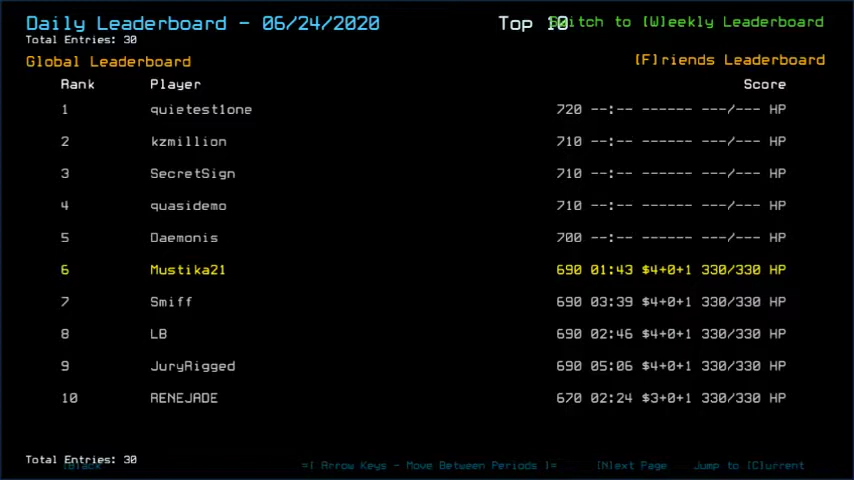 Daily Leaderboard - 06/24/2020 Top 10 Switch to [W]eekly Leaderboard
Total Entries: 30
Global Leaderboard [F]riends Leaderboard
Rank Player Score
1 quietest1one 720 --:-- ------ ---/--- HP
2 kzmillion 710 --:-- ------ ---/--- HP
3 SecretSign 710 --:-- ------ ---/--- HP
4 quasidemo 710 --:-- ------ ---/--- HP
5 Daemonis 700 --:-- ------ ---/--- HP
6 Mustika21 690 01:43 $4+0+1 330/330 HP
7 Smiff 690 03:39 $4+0+1 330/330 HP
8 LB 690 02:46 $4+0+1 330/330 HP
9 JuryRigged 690 05:06 $4+0+1 330/330 HP
10 RENEJADE 670 02:24 $3+0+1 330/330 HP
Total Entries: 30
[B]ack =[ Arrow Keys - Move Between Periods ]= [N]ext Page Jump to [C]urrent